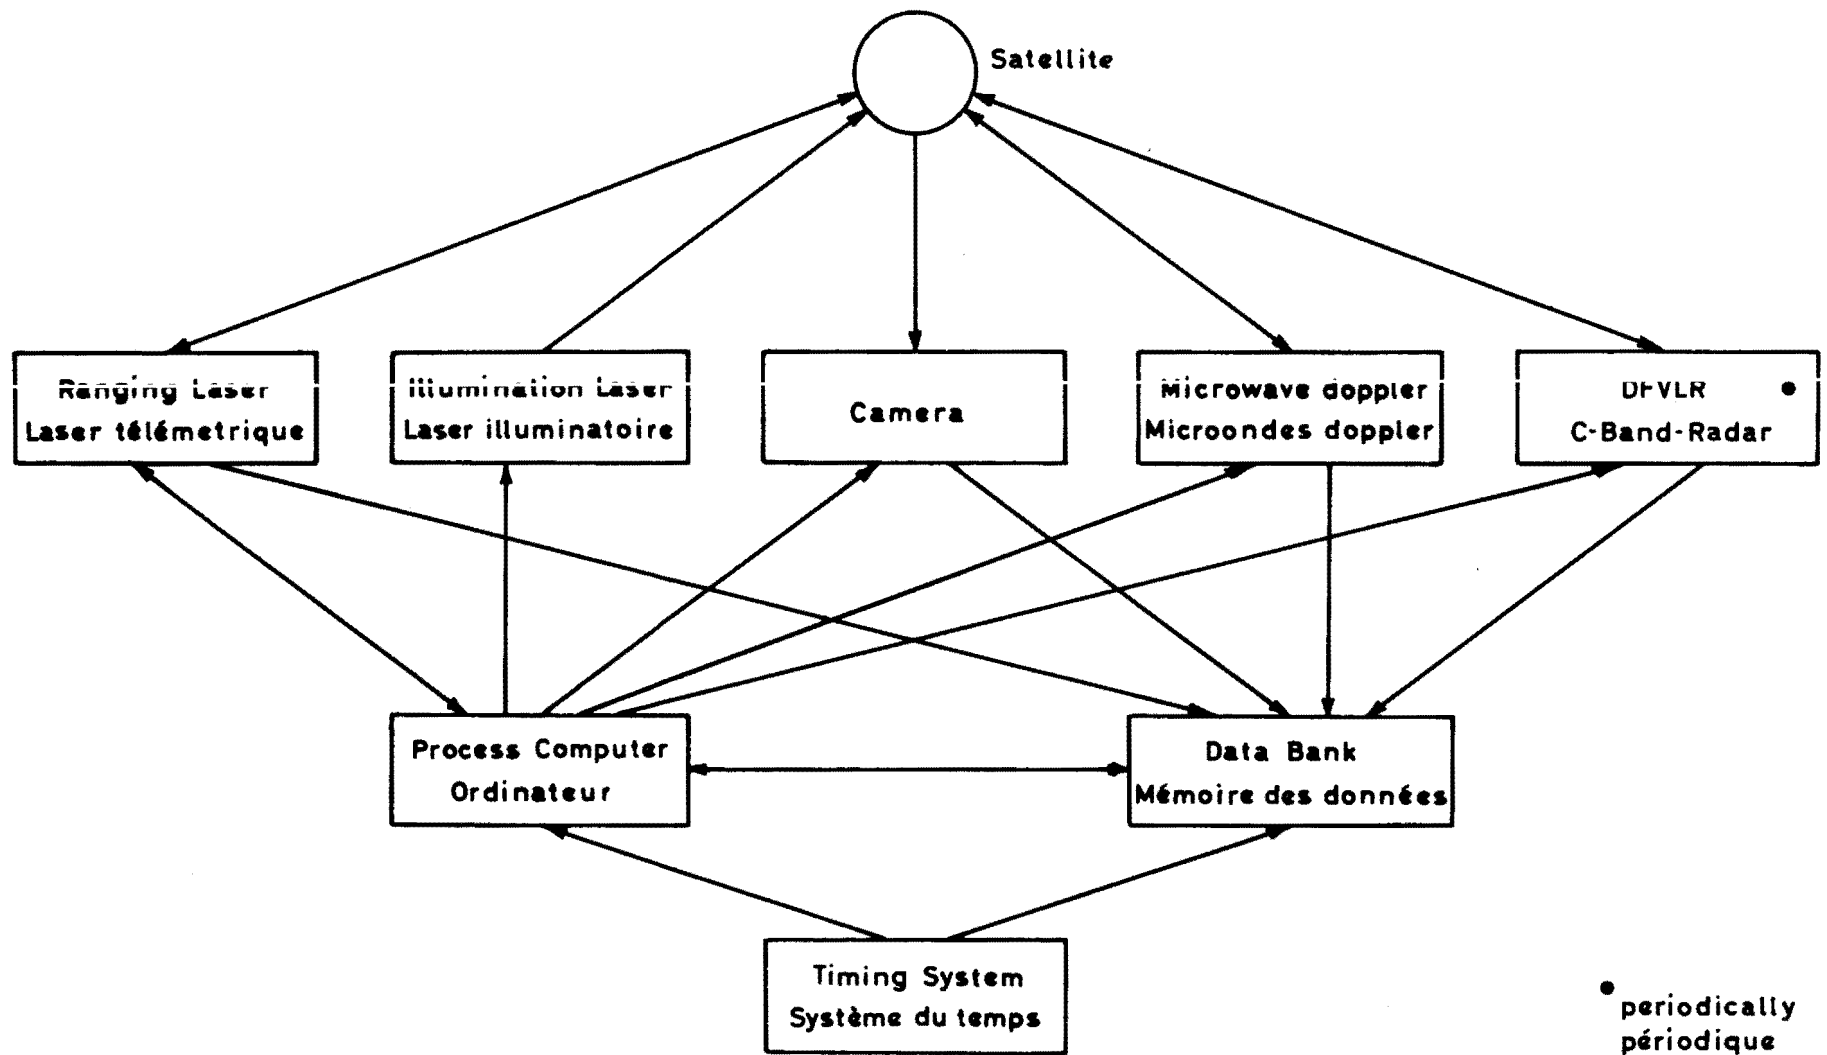 Satellite
Ranging Laser
Laser télémetrique
Illumination Laser
Laser illuminatoire
Camera
Microwave doppler
Microondes doppler
DFVLR •
C-Band-Radar
Process Computer
Ordinateur
Data Bank
Mémoire des données
Timing System
Système du temps
• periodically
périodique